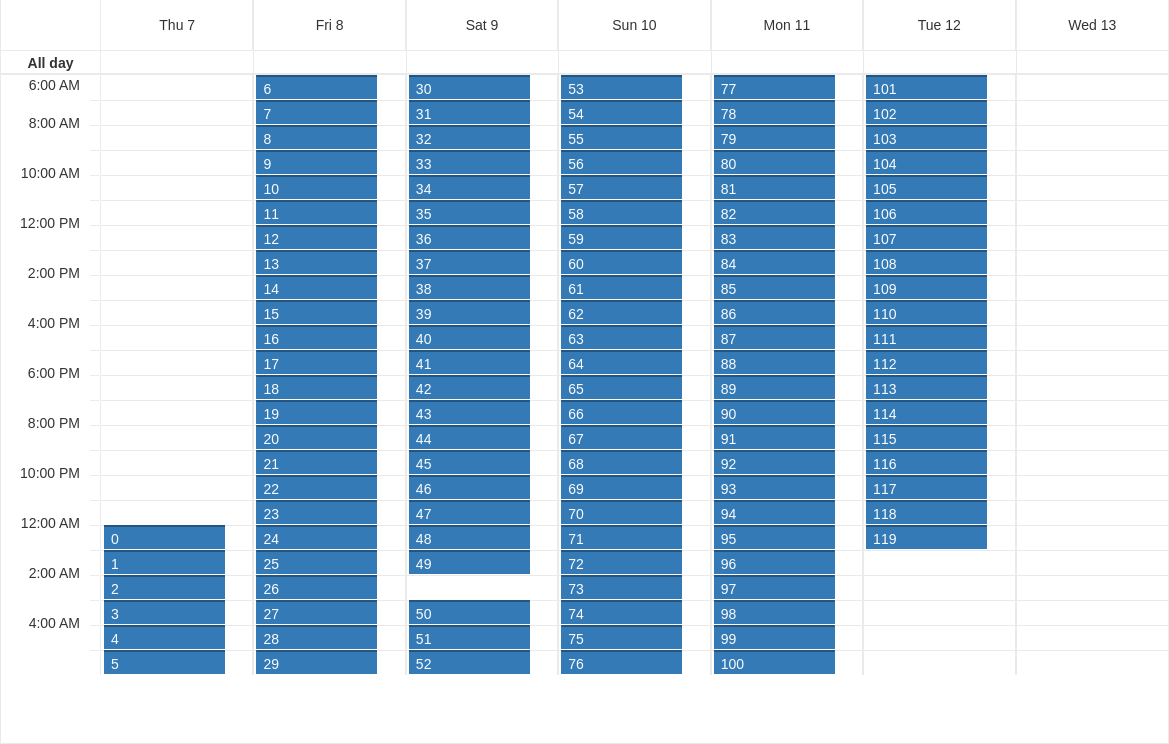 Thu 7 Fri 8 Sat 9 Sun 10 Mon 11 Tue 12 Wed 13
All day
6:00 AM 6 30 53 77 101
7 31 54 78 102
8:00 AM 8 32 55 79 103
9 33 56 80 104
10:00 AM 10 34 57 81 105
11 35 58 82 106
12:00 PM 12 36 59 83 107
13 37 60 84 108
2:00 PM 14 38 61 85 109
15 39 62 86 110
4:00 PM 16 40 63 87 111
17 41 64 88 112
6:00 PM 18 42 65 89 113
19 43 66 90 114
8:00 PM 20 44 67 91 115
21 45 68 92 116
10:00 PM 22 46 69 93 117
23 47 70 94 118
12:00 AM 0 24 48 71 95 119
1 25 49 72 96
2:00 AM 2 26 73 97
3 27 50 74 98
4:00 AM 4 28 51 75 99
5 29 52 76 100